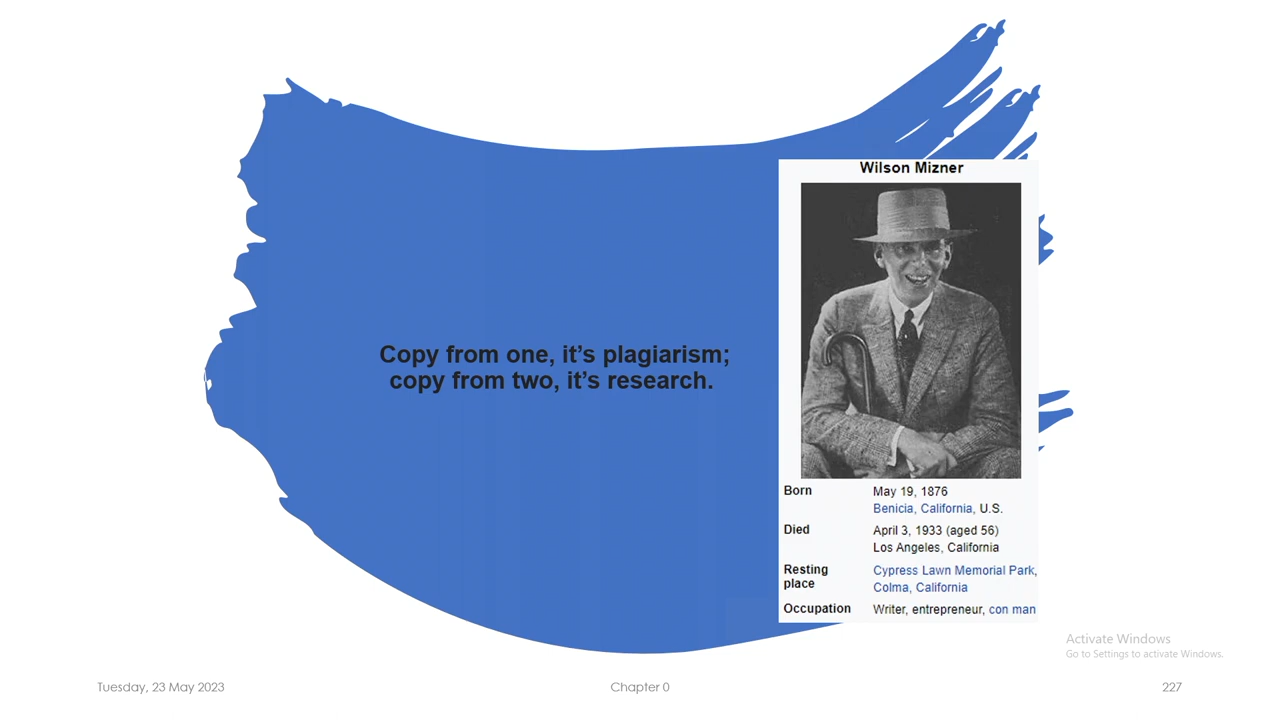 Wilson Mizner
Copy from one, it’s plagiarism;
copy from two, it’s research.
Born May 19, 1876
Benicia, California, U.S.
Died April 3, 1933 (aged 56)
Los Angeles, California
Resting place Cypress Lawn Memorial Park,
Colma, California
Occupation Writer, entrepreneur, con man
Activate Windows
Go to Settings to activate Windows.
Tuesday, 23 May 2023
Chapter 0
227